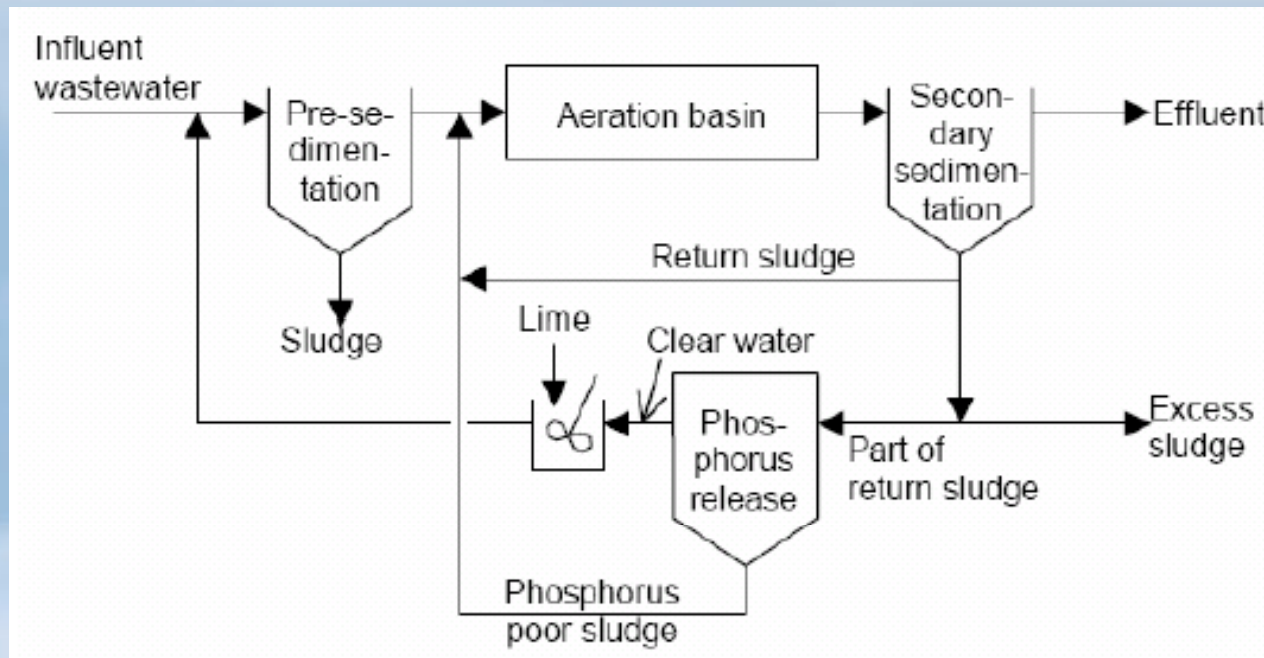 Influent
wastewater
Pre-se-
dimen-
tation
Aeration basin
Secon-
dary
sedimen-
tation
Effluent
Return sludge
Sludge
Lime
Clear water
Phos-
phorus
release
Part of
return sludge
Excess
sludge
Phosphorus
poor sludge